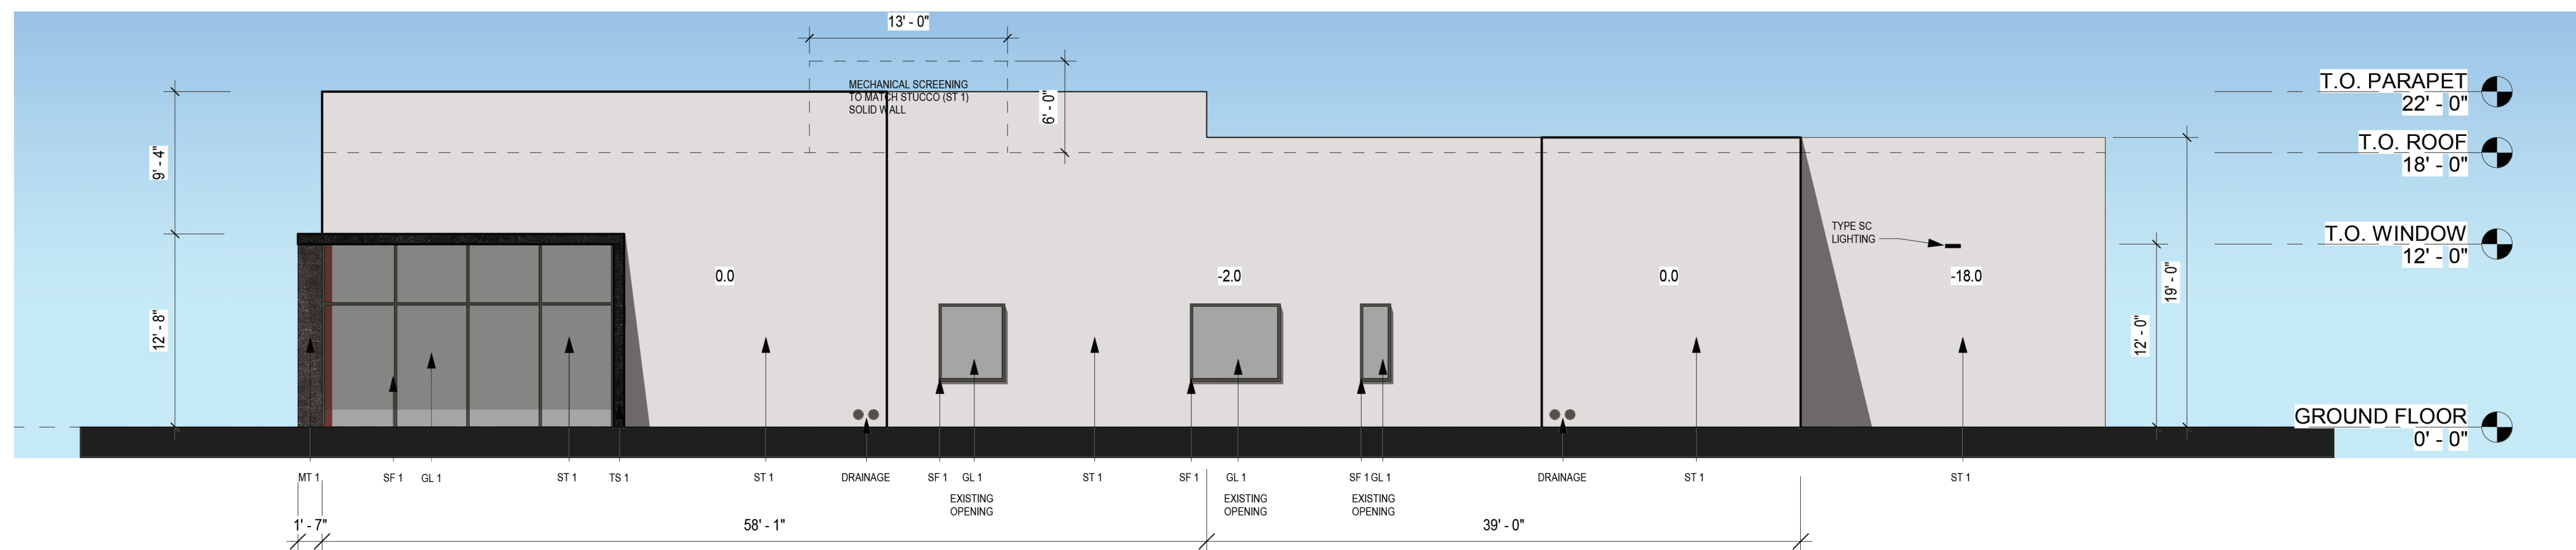 13' - 0"
MECHANICAL SCREENING
TO MATCH STUCCO (ST 1)
SOLID WALL
6' - 0"
9' - 4"
12' - 8"
T.O. PARAPET
22' - 0"
T.O. ROOF
18' - 0"
T.O. WINDOW
12' - 0"
GROUND FLOOR
0' - 0"
TYPE SC
LIGHTING
0.0
-2.0
0.0
-18.0
19' - 0"
12' - 0"
MT 1
SF 1
GL 1
ST 1
TS 1
ST 1
DRAINAGE
SF 1
GL 1
EXISTING
OPENING
ST 1
SF 1
GL 1
EXISTING
OPENING
SF 1
GL 1
EXISTING
OPENING
DRAINAGE
ST 1
ST 1
1' - 7"
58' - 1"
39' - 0"